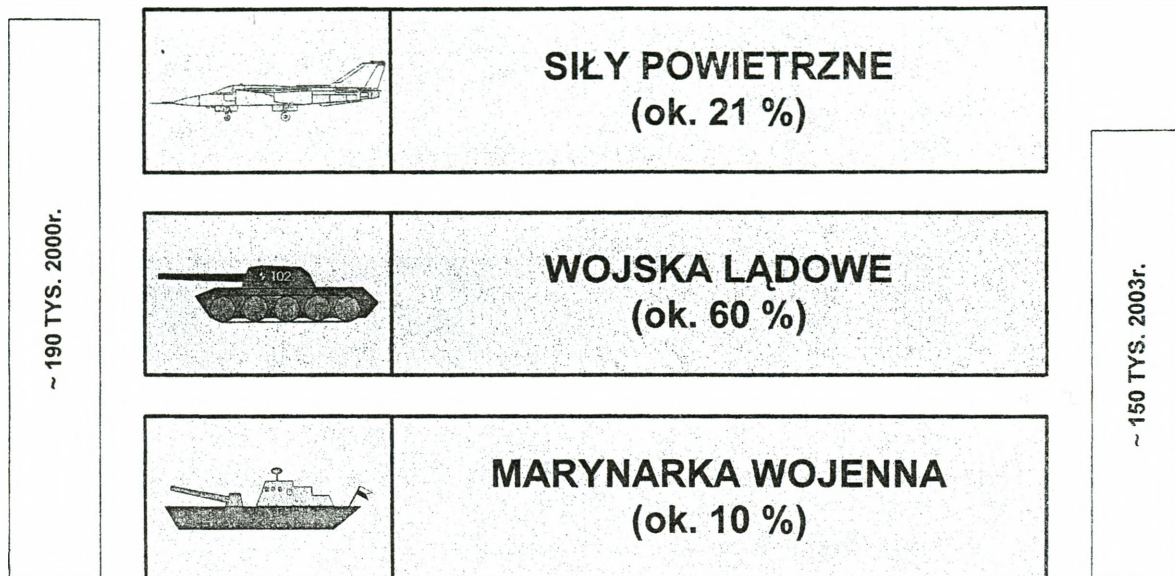 ~ 190 TYS. 2000r.
SIŁY POWIETRZNE
(ok. 21 %)
102
WOJSKA LĄDOWE
(ok. 60 %)
MARYNARKA WOJENNA
(ok. 10 %)
~ 150 TYS. 2003r.